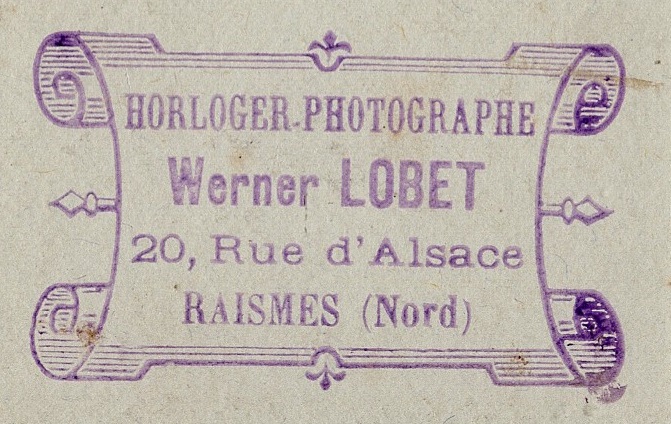 HORLOGER-PHOTOGRAPHE
Werner LOBET
20, Rue d'Alsace
RAISMES (Nord)